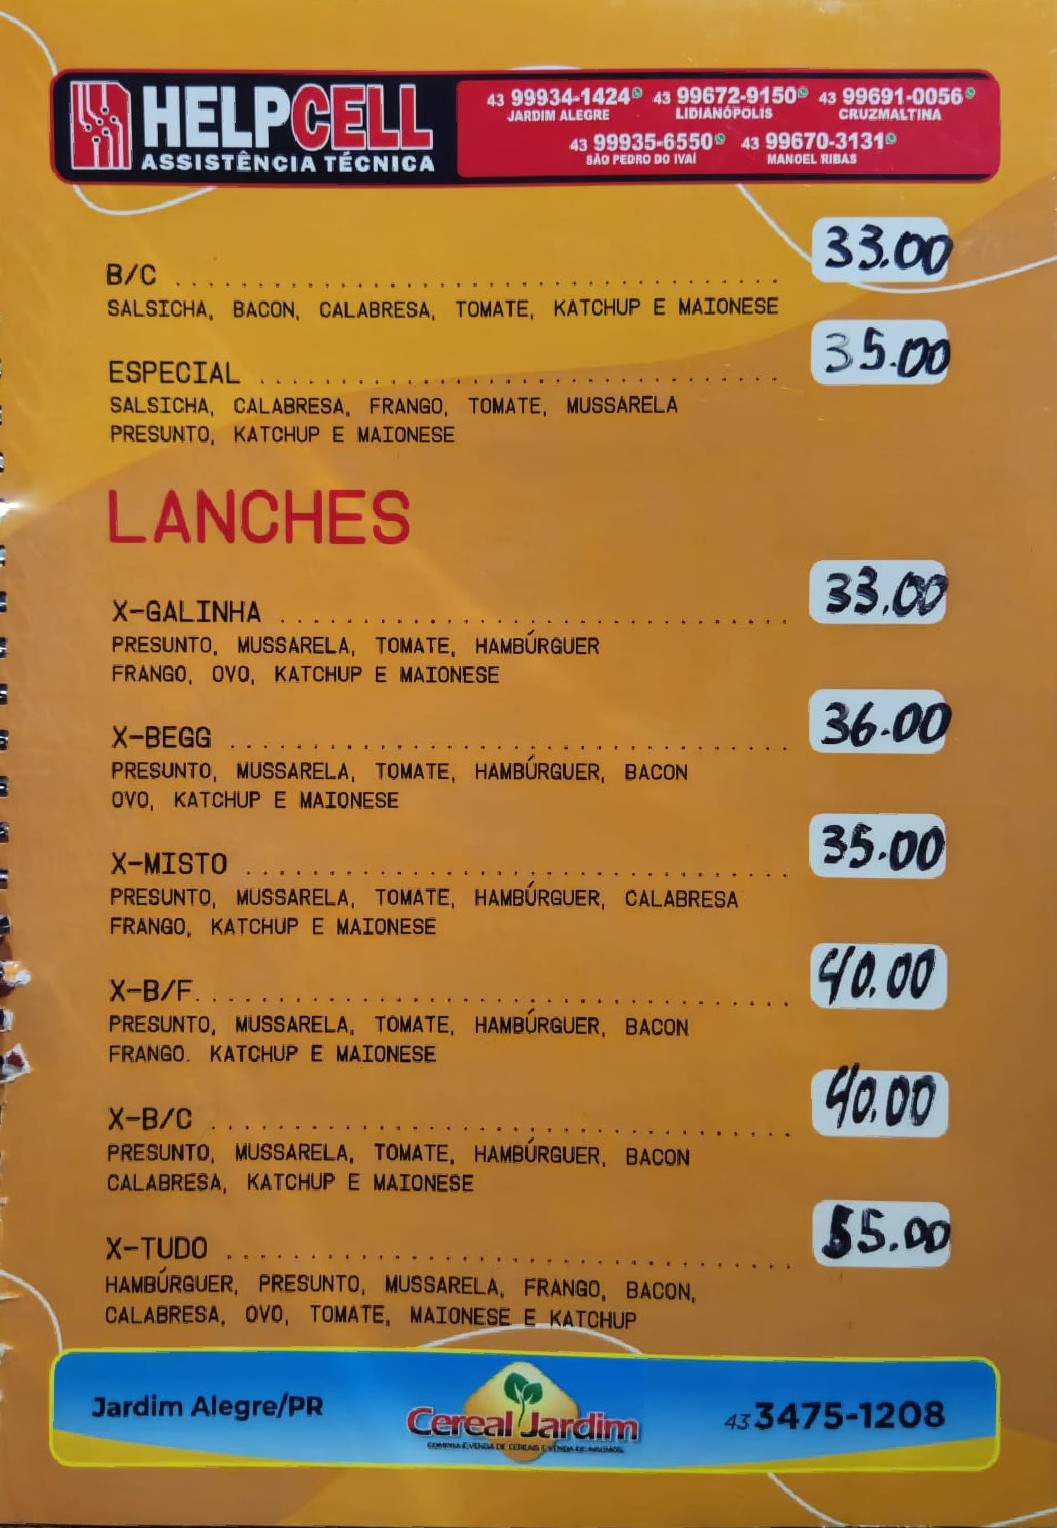 HELPCELL
ASSISTÊNCIA TÉCNICA
43 99934-1424 43 99672-9150 43 99691-0056
JARDIM ALEGRE LIDIANÓPOLIS CRUZMALTINA
43 99935-6550 43 99670-3131
SÃO PEDRO DO IVAÍ MANOEL RIBAS
B/C ........................................ 33.00
SALSICHA, BACON, CALABRESA, TOMATE, KATCHUP E MAIONESE
ESPECIAL .................................. 35.00
SALSICHA, CALABRESA, FRANGO, TOMATE, MUSSARELA
PRESUNTO, KATCHUP E MAIONESE
LANCHES
X-GALINHA ................................ 33.00
PRESUNTO, MUSSARELA, TOMATE, HAMBÚRGUER
FRANGO, OVO, KATCHUP E MAIONESE
X-BEGG ................................... 36.00
PRESUNTO, MUSSARELA, TOMATE, HAMBÚRGUER, BACON
OVO, KATCHUP E MAIONESE
X-MISTO .................................. 35.00
PRESUNTO, MUSSARELA, TOMATE, HAMBÚRGUER, CALABRESA
FRANGO, KATCHUP E MAIONESE
X-B/F..................................... 40.00
PRESUNTO, MUSSARELA, TOMATE, HAMBÚRGUER, BACON
FRANGO. KATCHUP E MAIONESE
X-B/C .................................... 40.00
PRESUNTO, MUSSARELA, TOMATE, HAMBÚRGUER, BACON
CALABRESA, KATCHUP E MAIONESE
X-TUDO ................................... 55.00
HAMBÚRGUER, PRESUNTO, MUSSARELA, FRANGO, BACON,
CALABRESA, OVO, TOMATE, MAIONESE E KATCHUP
Jardim Alegre/PR Cereal Jardim 43 3475-1208
COMPRA E VENDA DE CEREAIS E VENDA DE INSUMOS